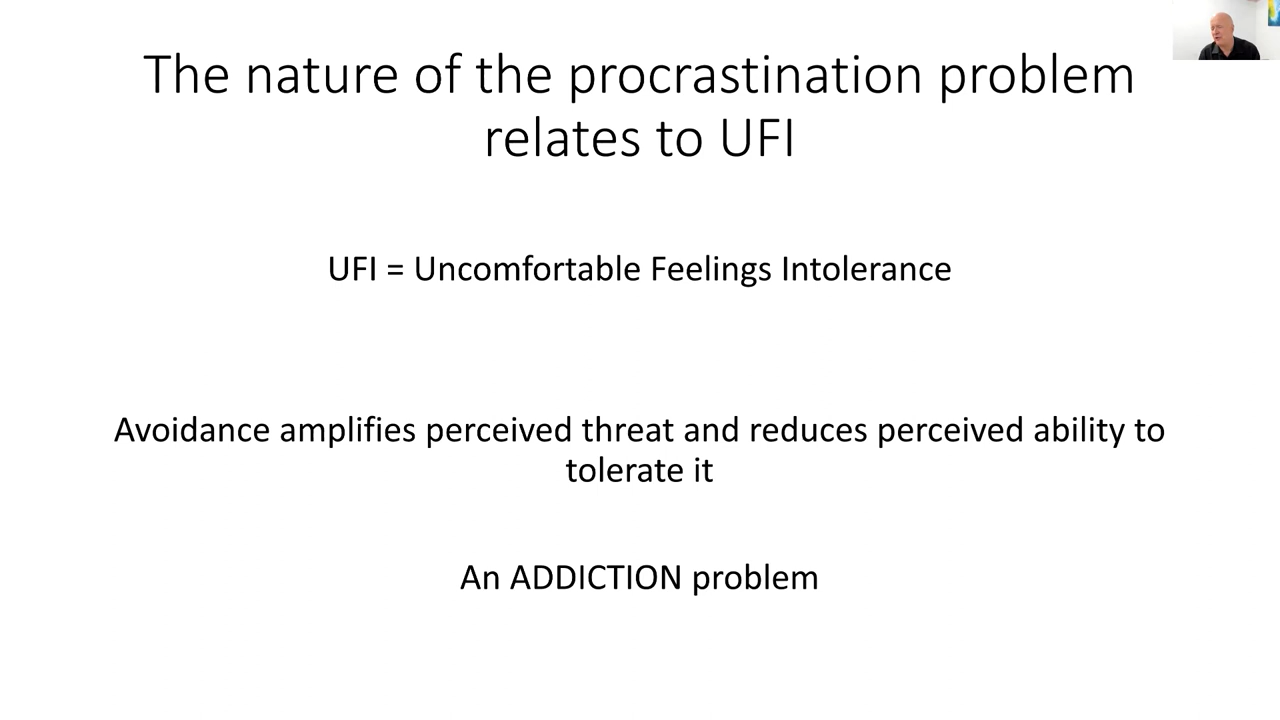 The nature of the procrastination problem
relates to UFI
UFI = Uncomfortable Feelings Intolerance
Avoidance amplifies perceived threat and reduces perceived ability to
tolerate it
An ADDICTION problem